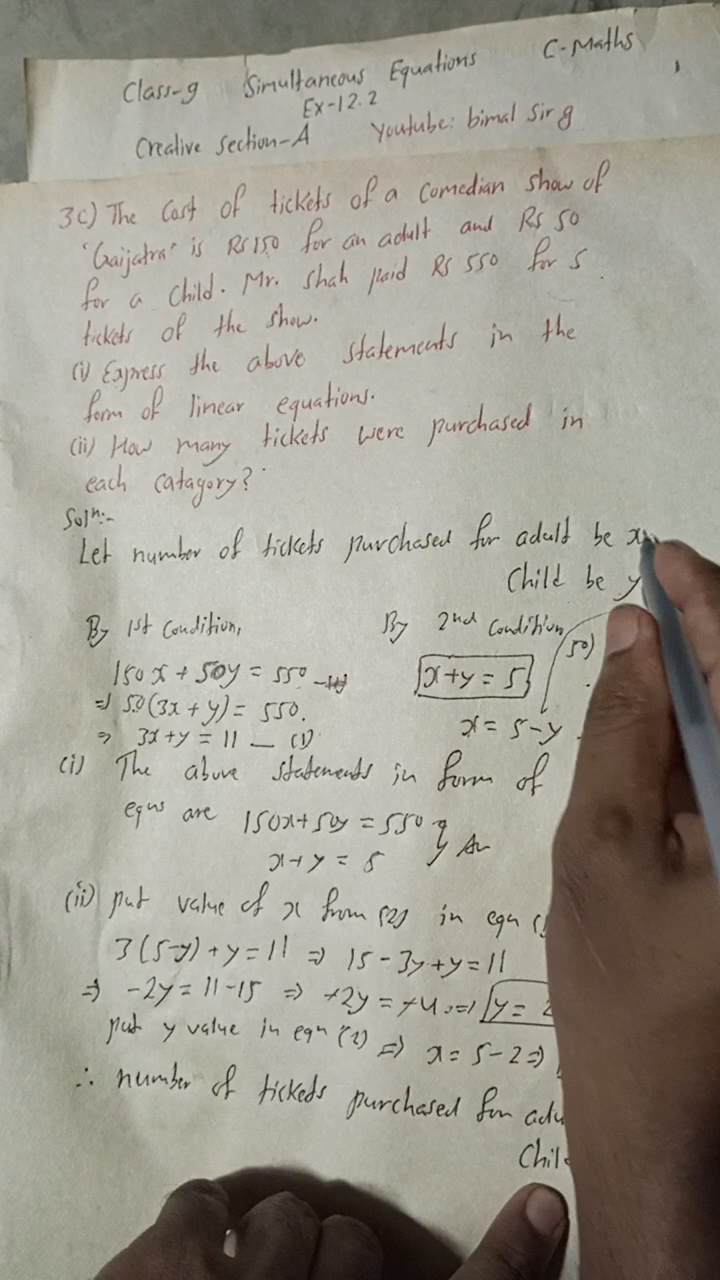 Class-9 Simultaneous Equations C-Maths
Ex-12.2
Creative Section-A Youtube: bimal Sir g
3c) The Cost of tickets of a Comedian Show of
'Gaijatra' is RS 150 for an adult and Rs 50
for a Child. Mr. Shah paid Rs 550 for 5
tickets of the show.
(i) Express the above statements in the
form of linear equations.
(ii) How many tickets were purchased in
each catagory?
Solⁿ:-
Let number of tickets purchased for adult be x
Child be y
By 1st Condition,
150x + 50y = 550
⇒ 50(3x + y) = 550.
⇒ 3x+y = 11 — (1)
By 2nd Condition
x+y = 5
x = 5-y
(i) The above statements in form of
eqns are 150x+50y = 550
x+y = 5
(ii) put value of x from (2) in eqn (1
3(5-y)+y=11 ⇒ 15-3y+y=11
⇒ -2y = 11-15 ⇒ +2y = +4 ⇒ y = 2
put y value in eqn (2) ⇒ x = 5-2 ⇒
∴ number of tickets purchased for adu
Chil